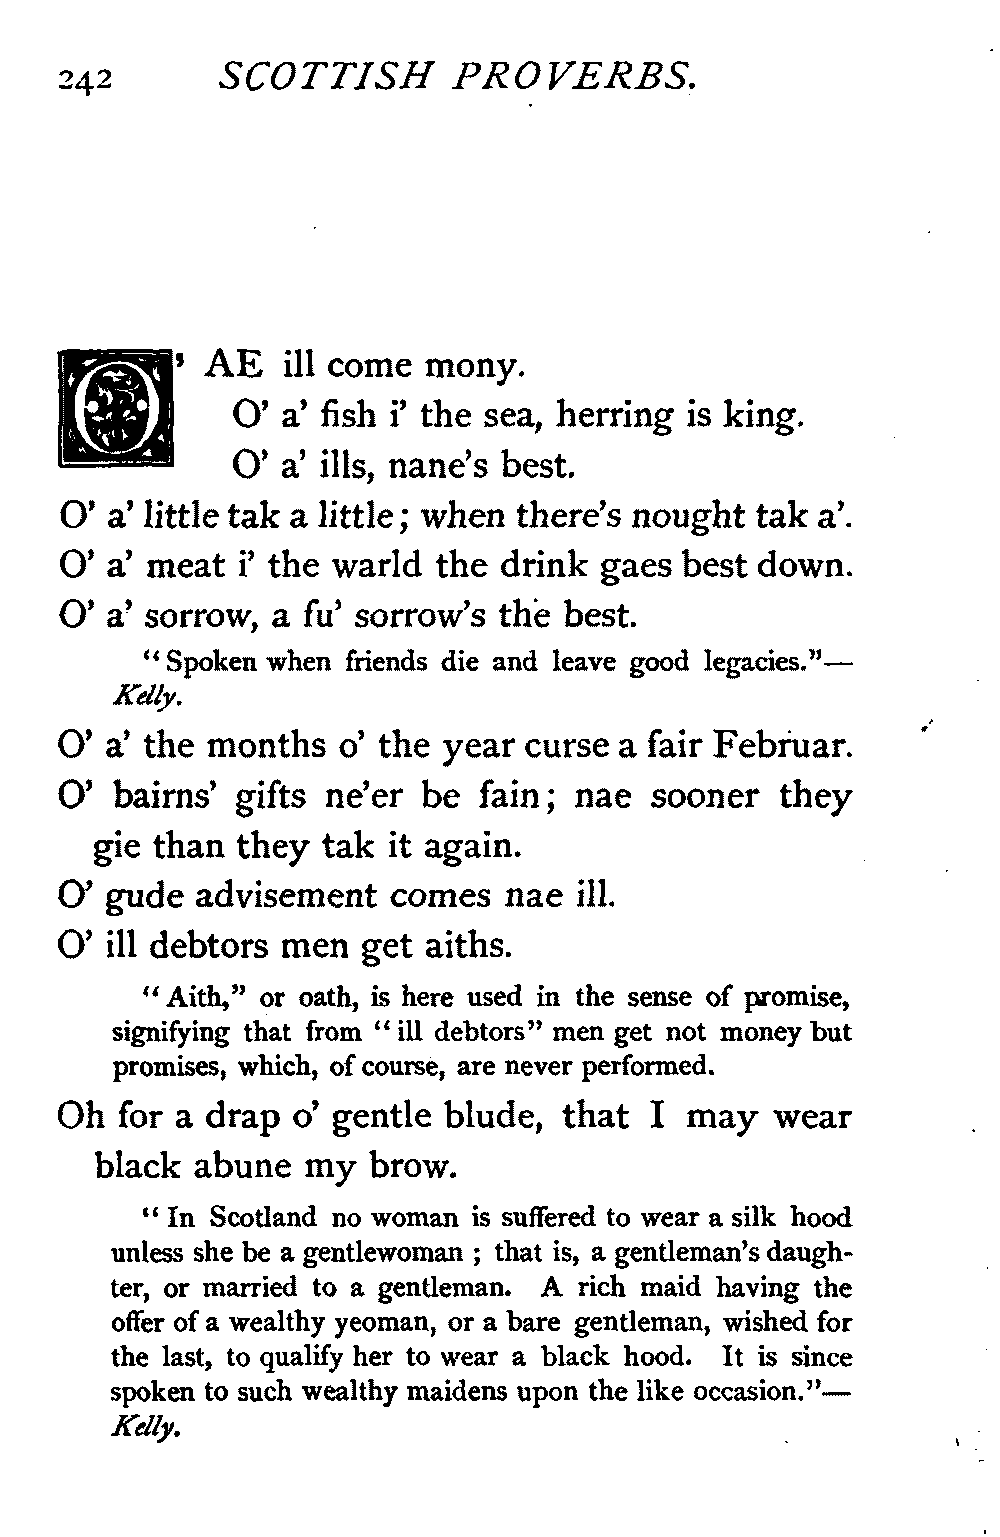 242 SCOTTISH PROVERBS.
O' AE ill come mony.
O' a' fish i' the sea, herring is king.
O' a' ills, nane's best.
O' a' little tak a little; when there's nought tak a'.
O' a' meat i' the warld the drink gaes best down.
O' a' sorrow, a fu' sorrow's the best.
"Spoken when friends die and leave good legacies."—
Kelly.
O' a' the months o' the year curse a fair Februar.
O' bairns' gifts ne'er be fain; nae sooner they
gie than they tak it again.
O' gude advisement comes nae ill.
O' ill debtors men get aiths.
"Aith," or oath, is here used in the sense of promise,
signifying that from "ill debtors" men get not money but
promises, which, of course, are never performed.
Oh for a drap o' gentle blude, that I may wear
black abune my brow.
"In Scotland no woman is suffered to wear a silk hood
unless she be a gentlewoman; that is, a gentleman's daugh-
ter, or married to a gentleman. A rich maid having the
offer of a wealthy yeoman, or a bare gentleman, wished for
the last, to qualify her to wear a black hood. It is since
spoken to such wealthy maidens upon the like occasion."—
Kelly.